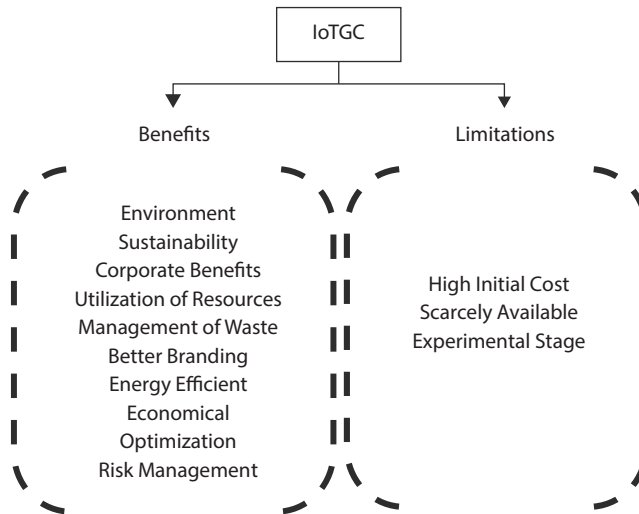 IoTGC
Benefits
Limitations
Environment
Sustainability
Corporate Benefits
Utilization of Resources
Management of Waste
Better Branding
Energy Efficient
Economical
Optimization
Risk Management
High Initial Cost
Scarcely Available
Experimental Stage